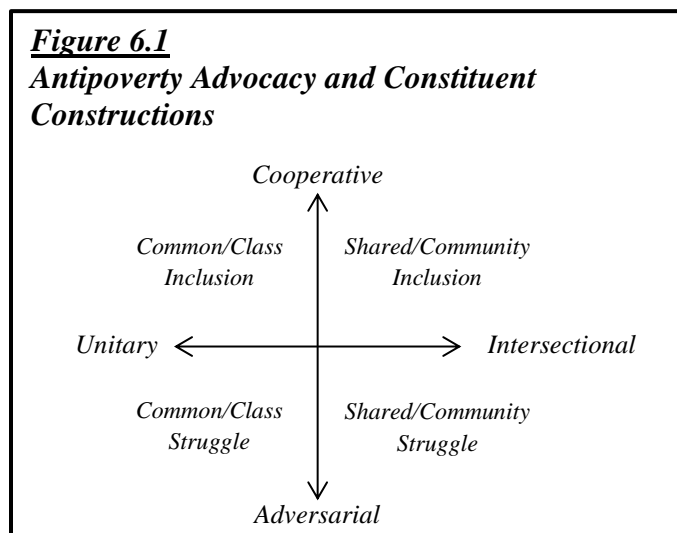 Figure 6.1
Antipoverty Advocacy and Constituent
Constructions
Cooperative
Common/Class
Inclusion
Shared/Community
Inclusion
Unitary
Intersectional
Common/Class
Struggle
Shared/Community
Struggle
Adversarial